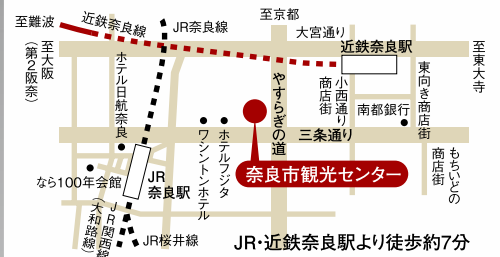 至京都
至難波
近鉄奈良線
JR奈良線
大宮通り
近鉄奈良駅
至大阪
(第2阪奈)
至東大寺
ホテル日航奈良
やすらぎの道
小西通り
商店街
東向き商店街
南都銀行
三条通り
ワシントンホテル
ホテルフジタ
もちいどの
商店街
奈良市観光センター
なら100年会館
JR
奈良駅
JR関西線
(大和路線)
JR桜井線
JR・近鉄奈良駅より徒歩約7分